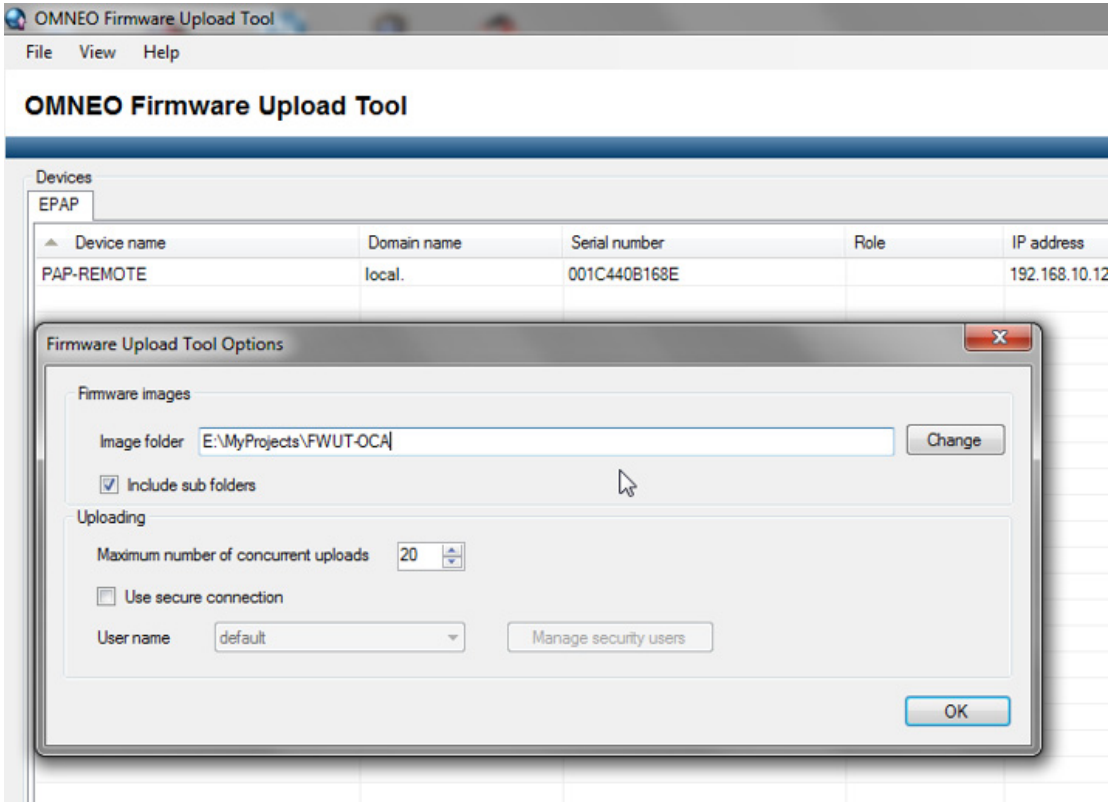 OMNEO Firmware Upload Tool
File View Help
OMNEO Firmware Upload Tool
Devices
EPAP
Device name Domain name Serial number Role IP address
PAP-REMOTE local. 001C440B168E 192.168.10.12
Firmware Upload Tool Options
Firmware images
Image folder E:\MyProjects\FWUT-OCA Change
Include sub folders
Uploading
Maximum number of concurrent uploads 20
Use secure connection
User name default Manage security users
OK